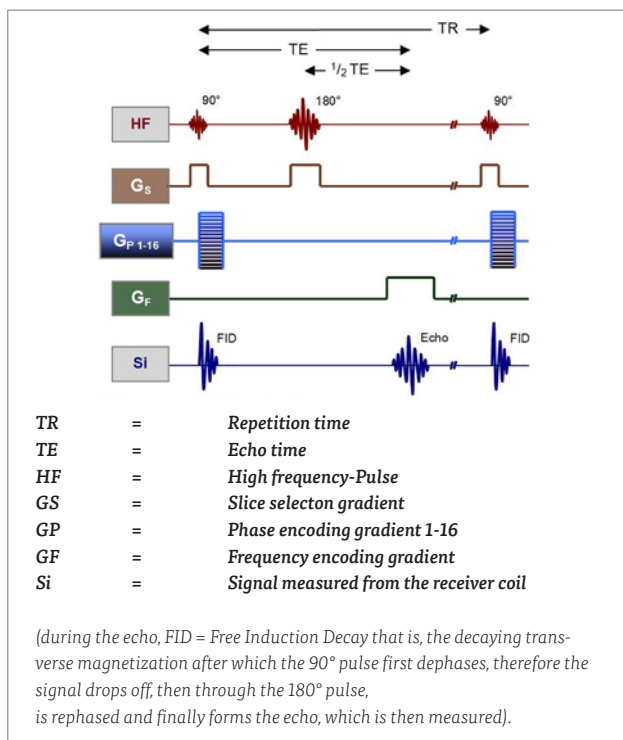 TR
TE
1/2 TE
90° 180° 90°
HF
GS
GP 1-16
GF
FID Echo FID
Si
TR = Repetition time
TE = Echo time
HF = High frequency-Pulse
GS = Slice selecton gradient
GP = Phase encoding gradient 1-16
GF = Frequency encoding gradient
Si = Signal measured from the receiver coil
(during the echo, FID = Free Induction Decay that is, the decaying trans-
verse magnetization after which the 90° pulse first dephases, therefore the
signal drops off, then through the 180° pulse,
is rephased and finally forms the echo, which is then measured).